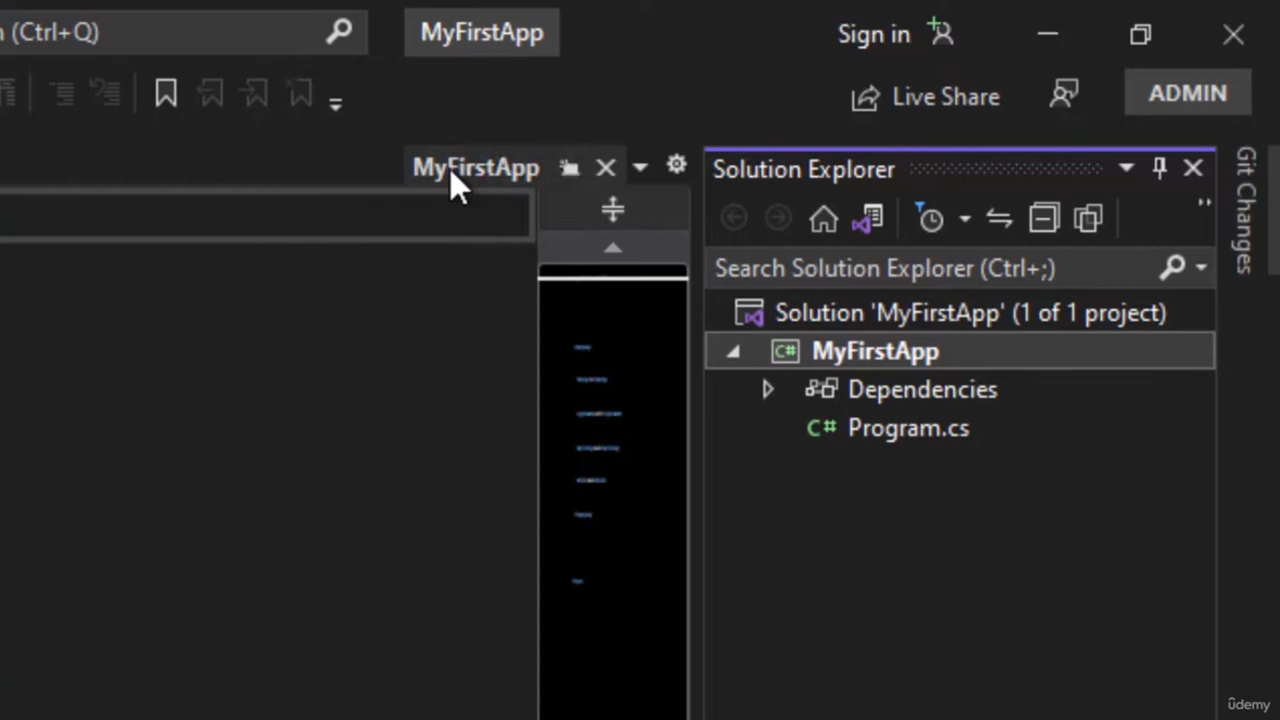 n (Ctrl+Q)
MyFirstApp
Sign in
Live Share
ADMIN
MyFirstApp
Solution Explorer
Git Changes
Search Solution Explorer (Ctrl+;)
Solution 'MyFirstApp' (1 of 1 project)
C# MyFirstApp
Dependencies
C# Program.cs
ûdemy